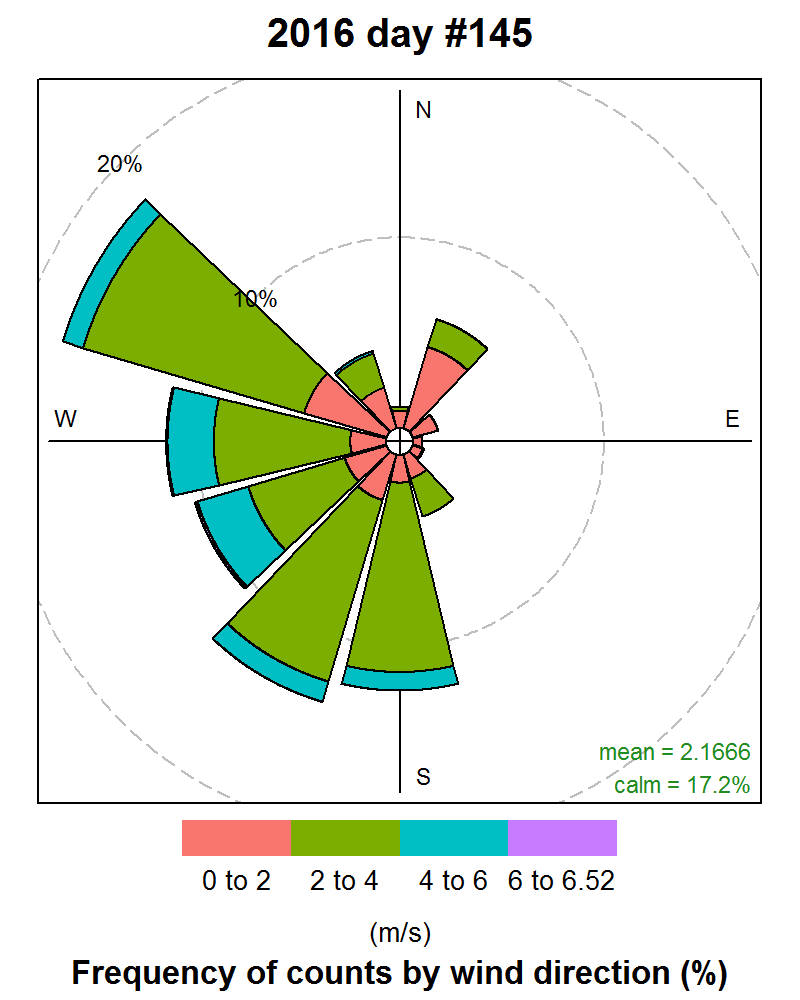 2016 day #145
N
20%
10%
W
E
S
mean = 2.1666
calm = 17.2%
0 to 2 2 to 4 4 to 6 6 to 6.52
(m/s)
Frequency of counts by wind direction (%)